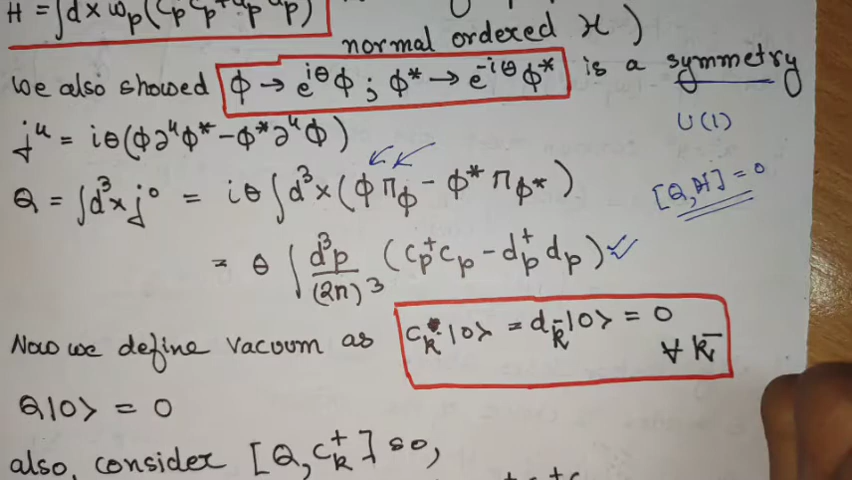 H = ∫d x ω_p (c_p c_p^+ d_p d_p)
normal ordered ℋ )
We also showed ϕ → e^{iθ}ϕ ; ϕ* → e^{-iθ}ϕ* is a symmetry
U(1)
j^μ = iθ(ϕ∂^μϕ* - ϕ*∂^μϕ)
Q = ∫d³x j⁰ = iθ∫d³x(ϕπ_ϕ - ϕ*π_{ϕ*})
[Q,H] = 0
= θ ∫ d³p/(2π)³ (c_p^+ c_p - d_p^+ d_p)
Now we define vacuum as c_k|0> = d_k|0> = 0
∀ k
Q|0> = 0
also, consider [Q, c_k^+] so,